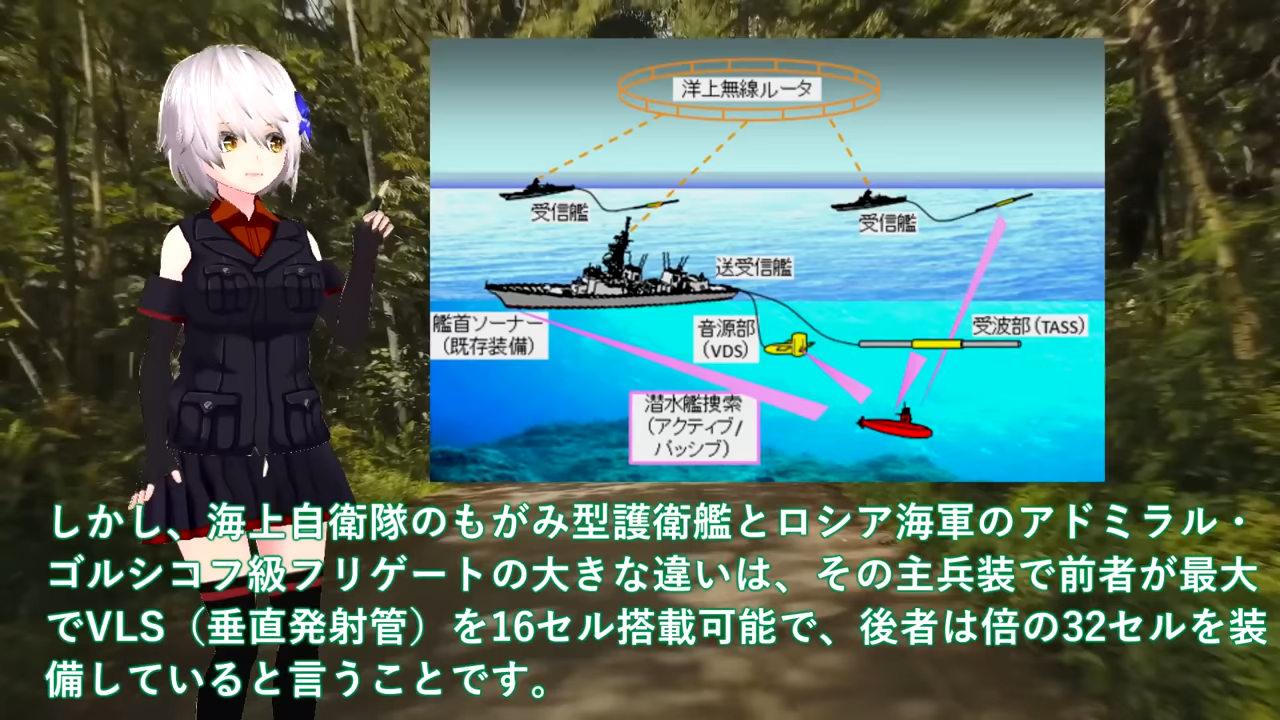 洋上無線ルータ
受信艦
受信艦
送受信艦
艦首ソーナー
（既存装備）
音源部
（VDS）
受波部（TASS）
潜水艦捜索
（アクティブ/
パッシブ）
しかし、海上自衛隊のもがみ型護衛艦とロシア海軍のアドミラル・
ゴルシコフ級フリゲートの大きな違いは、その主兵装で前者が最大
でVLS（垂直発射管）を16セル搭載可能で、後者は倍の32セルを装
備していると言うことです。